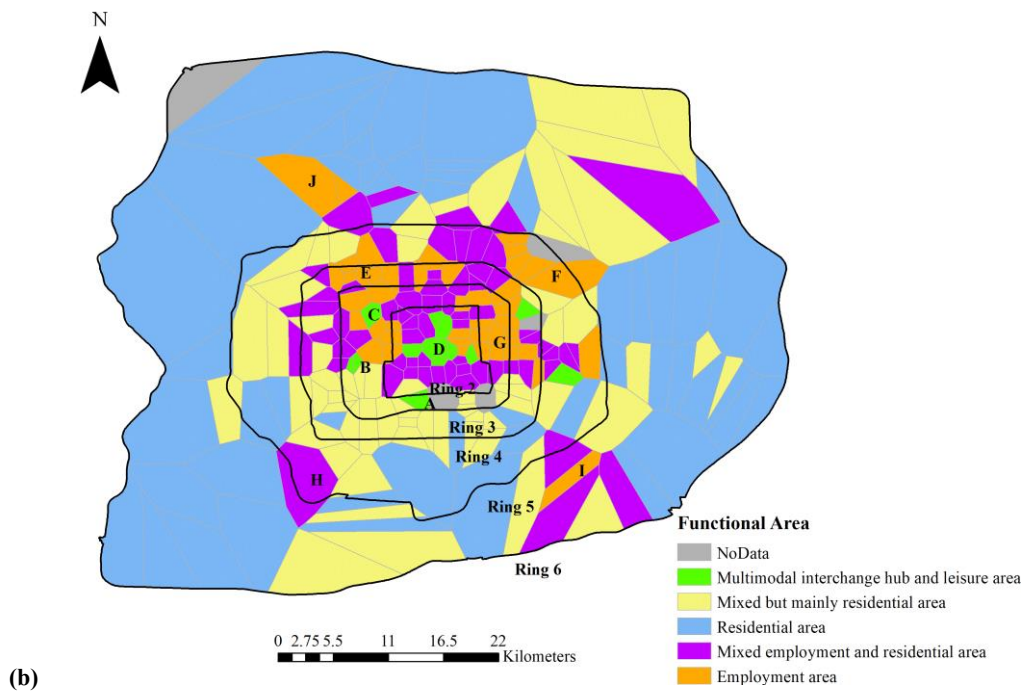 N
J
E
F
C
D
G
B
Ring 2
A
Ring 3
Ring 4
H
I
Ring 5
Ring 6
Functional Area
NoData
Multimodal interchange hub and leisure area
Mixed but mainly residential area
Residential area
Mixed employment and residential area
Employment area
0 2.75 5.5 11 16.5 22
Kilometers
(b)